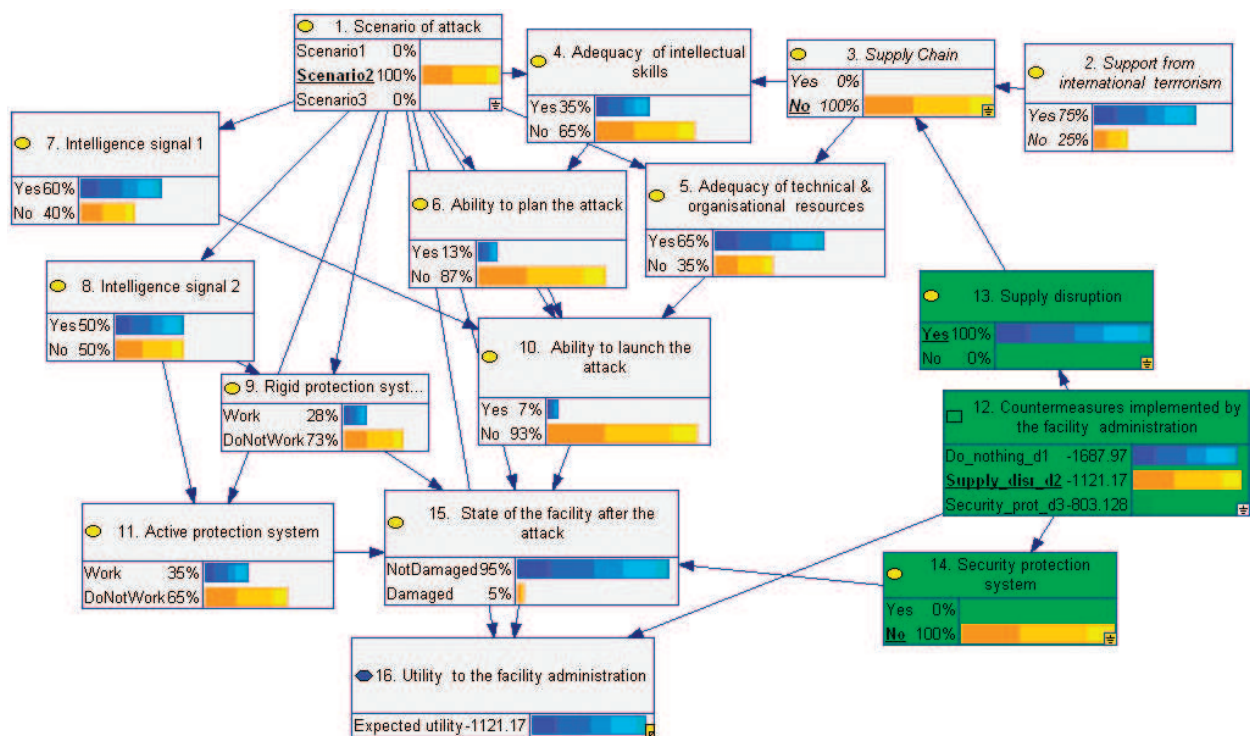 1. Scenario of attack
Scenario1 0%
Scenario2 100%
Scenario3 0%
4. Adequacy of intellectual
skills
Yes 35%
No 65%
3. Supply Chain
Yes 0%
No 100%
2. Support from
international terrrorism
Yes 75%
No 25%
7. Intelligence signal 1
Yes 60%
No 40%
6. Ability to plan the attack
Yes 13%
No 87%
5. Adequacy of technical &
organisational resources
Yes 65%
No 35%
8. Intelligence signal 2
Yes 50%
No 50%
13. Supply disruption
Yes 100%
No 0%
10. Ability to launch the
attack
Yes 7%
No 93%
9. Rigid protection syst...
Work 28%
DoNotWork 73%
12. Countermeasures implemented by
the facility administration
Do_nothing_d1 -1687.97
Supply_disr_d2 -1121.17
Security_prot_d3 -803.128
11. Active protection system
Work 35%
DoNotWork 65%
15. State of the facility after the
attack
NotDamaged 95%
Damaged 5%
14. Security protection
system
Yes 0%
No 100%
16. Utility to the facility administration
Expected utility -1121.17